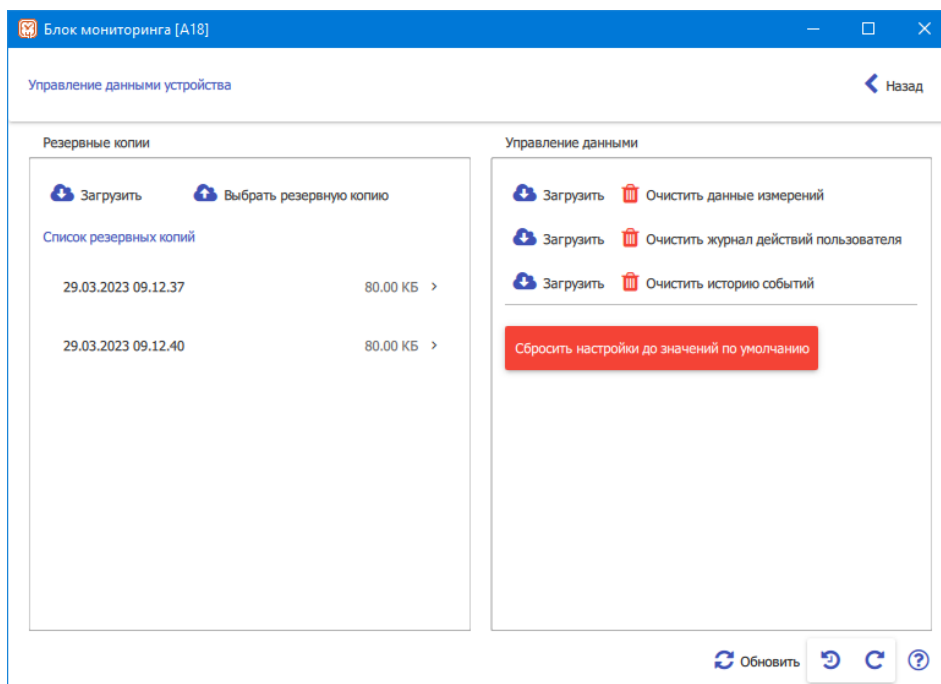 Блок мониторинга [A18]
Управление данными устройства
Назад
Резервные копии
Загрузить
Выбрать резервную копию
Список резервных копий
29.03.2023 09.12.37
80.00 КБ
29.03.2023 09.12.40
80.00 КБ
Управление данными
Загрузить
Очистить данные измерений
Загрузить
Очистить журнал действий пользователя
Загрузить
Очистить историю событий
Сбросить настройки до значений по умолчанию
Обновить